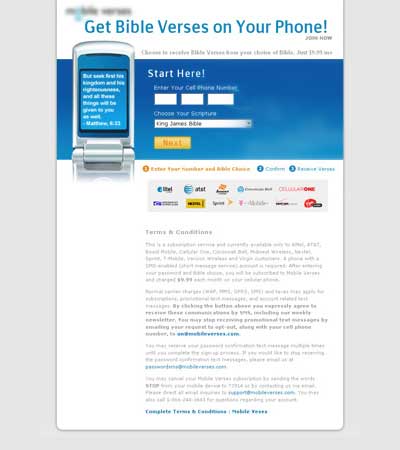 mobile verses
Get Bible Verses on Your Phone!
JOIN NOW
Choose to receive Bible Verses from your choice of Bible. Just $9.99 mo
But seek first his
kingdom and his
righteousness,
and all these
things will be
given to you
as well.
- Matthew, 6:33
Start Here!
Enter Your Cell Phone Number
Choose Your Scripture
King James Bible
Next
1 Enter Your Number and Bible Choice 2 Confirm 3 Receive Verses
alltel at&t Cincinnati Bell CELLULARONE
NEXTEL Sprint T-Mobile verizon
Terms & Conditions
This is a subscription service and currently available only to Alltel, AT&T,
Boost Mobile, Cellular One, Cincinnati Bell, Midwest Wireless, Nextel,
Sprint, T-Mobile, Verizon Wireless and Virgin customers. A phone with a
SMS-enabled (short message service) account is required. After entering
your password and Bible choice, you will be subscribed to Mobile Verses
and charged $9.99 each month on your cellular phone.
Normal carrier charges (WAP, MMS, GPRS, SMS) and taxes may apply for
subscriptions, promotional text messages, and account related text
messages. By clicking the button above you expressly agree to
receive these communications by SMS, including our weekly
newsletter. You may stop receiving promotional text messages by
emailing your request to opt-out, along with your cell phone
number, to
You may receive your password confirmation text message multiple times
until you complete the sign-up process. If you would like to stop receiving
the password confirmation text messages, please email us at
passwordsms@mobileverses.com.
You may cancel your Mobile Verses subscription by sending the words
STOP from your mobile device to 77914 or by contacting us via email.
Please direct all email inquiries to support@mobileverses.com. You may
also call for questions regarding your account.
Complete Terms & Conditions : Mobile Verses